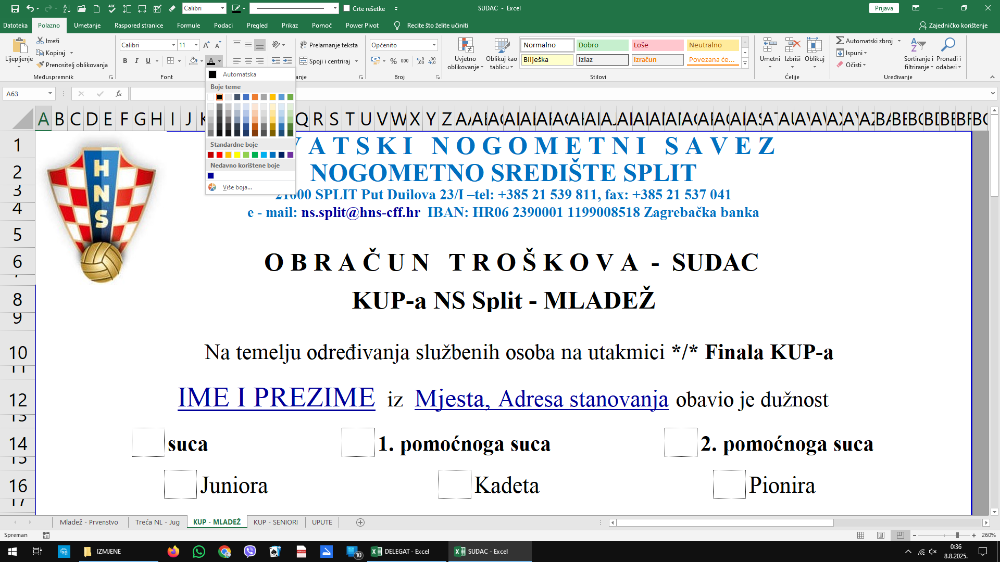 Calibri
Crte rešetke
SUDAC - Excel
Prijava
Datoteka Polazno Umetanje Raspored stranice Formule Podaci Pregled Prikaz Pomoć Power Pivot Recite što želite učiniti
Zajedničko korištenje
Lijepljenje
Izreži
Kopiraj
Prenositelj oblikovanja
Međuspremnik
Calibri 11
B I U
Font
Prelamanje teksta
Spoji i centriraj
anje
Općenito
% 000
Broj
Uvjetno oblikovanje
Oblikuj kao tablicu
Normalno Dobro Loše Neutralno
Bilješka Izlaz Izračun Povezana će...
Stilovi
Umetni Izbriši Oblikuj
Ćelije
Automatski zbroj
Ispuni
Očisti
Sortiranje i filtriranje
Pronađi i odaberi
Uređivanje
A63
fx
Automatska
Boje teme
Standardne boje
Nedavno korištene boje
Više boja...
A B C D E F G H I J Q R S T U V W X Y Z
1
2
3
4
5
6
8
9
10
11
12
13
14
15
16
17
HNS
VATSKI NOGOMETNI SAVEZ
NOGOMETNO SREDIŠTE SPLIT
21000 SPLIT Put Duilova 23/I –tel: +385 21 539 811, fax: +385 21 537 041
e - mail: ns.split@hns-cff.hr IBAN: HR06 2390001 1199008518 Zagrebačka banka
O B R A Č U N T R O Š K O V A - SUDAC
KUP-a NS Split - MLADEŽ
Na temelju određivanja službenih osoba na utakmici */* Finala KUP-a
IME I PREZIME iz Mjesta, Adresa stanovanja obavio je dužnost
suca 1. pomoćnoga suca 2. pomoćnoga suca
Juniora Kadeta Pionira
Mladež - Prvenstvo Treća NL - Jug KUP - MLADEŽ KUP - SENIORI UPUTE
Spreman
260%
IZMJENE
10
DELEGAT - Excel
SUDAC - Excel
0:36
8.8.2025.